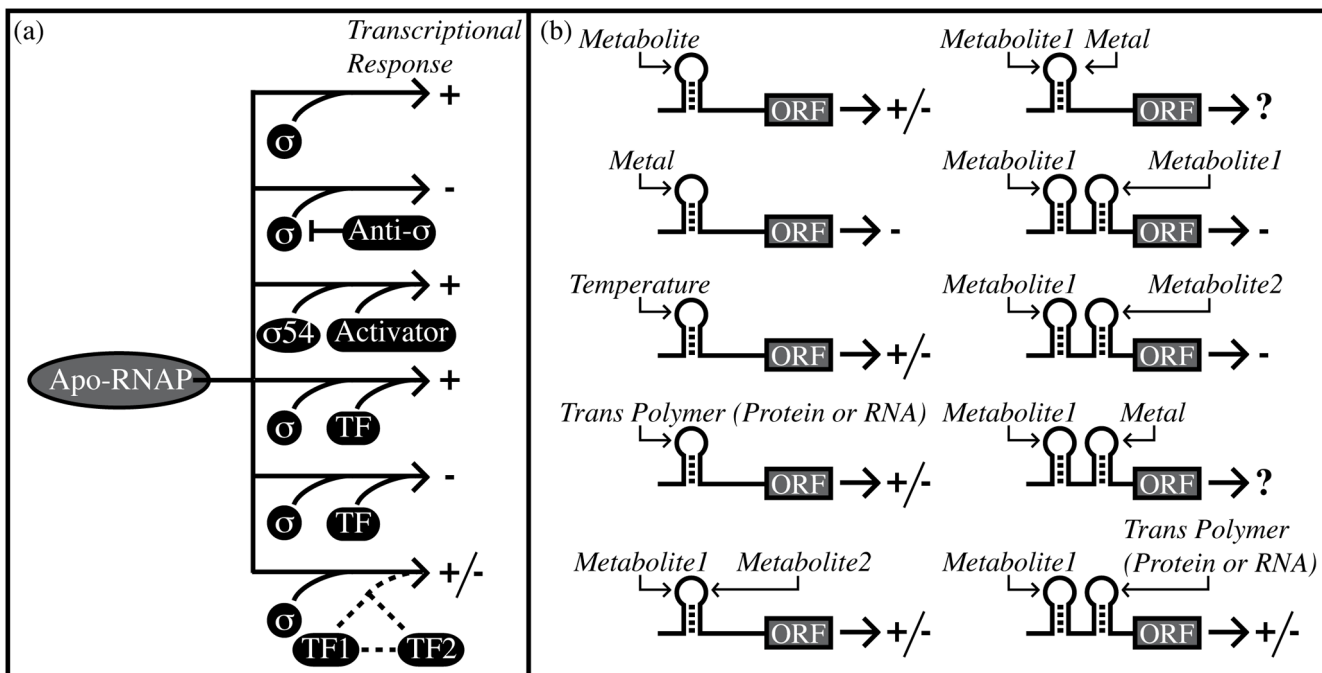 (a)
Transcriptional
Response
+
σ
-
σ
Anti-σ
+
σ54
Activator
Apo-RNAP
+
σ
TF
-
σ
TF
+/-
σ
TF1
TF2
(b)
Metabolite
ORF
+/-
Metabolite1
Metal
ORF
?
Metal
ORF
-
Metabolite1
Metabolite1
ORF
-
Temperature
ORF
+/-
Metabolite1
Metabolite2
ORF
-
Trans Polymer (Protein or RNA)
ORF
+/-
Metabolite1
Metal
ORF
?
Metabolite1
Metabolite2
ORF
+/-
Metabolite1
Trans Polymer
(Protein or RNA)
ORF
+/-